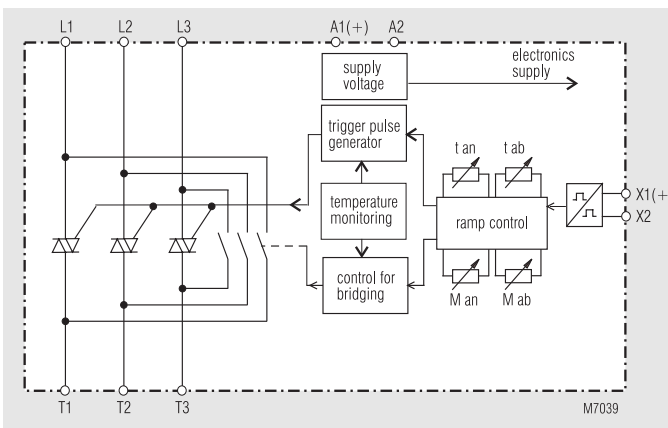 L1 L2 L3 A1(+) A2
electronics
supply
supply
voltage
trigger pulse
generator
t an t ab
temperature
monitoring
ramp control
X1(+
X2
control for
bridging
M an M ab
T1 T2 T3
M7039